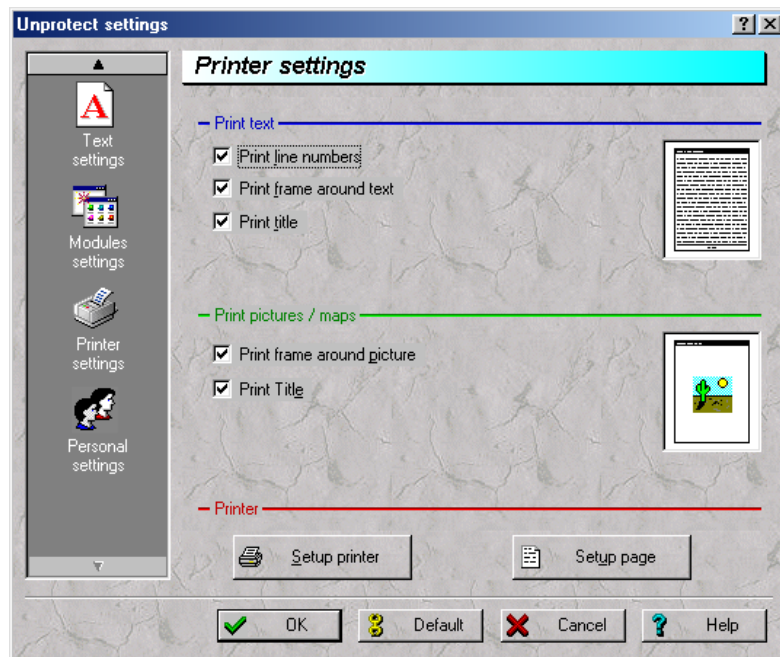 Unprotect settings
Printer settings
Text
settings
Modules
settings
Printer
settings
Personal
settings
Print text
Print line numbers
Print frame around text
Print title
Print pictures / maps
Print frame around picture
Print Title
Printer
Setup printer
Setup page
OK
Default
Cancel
Help